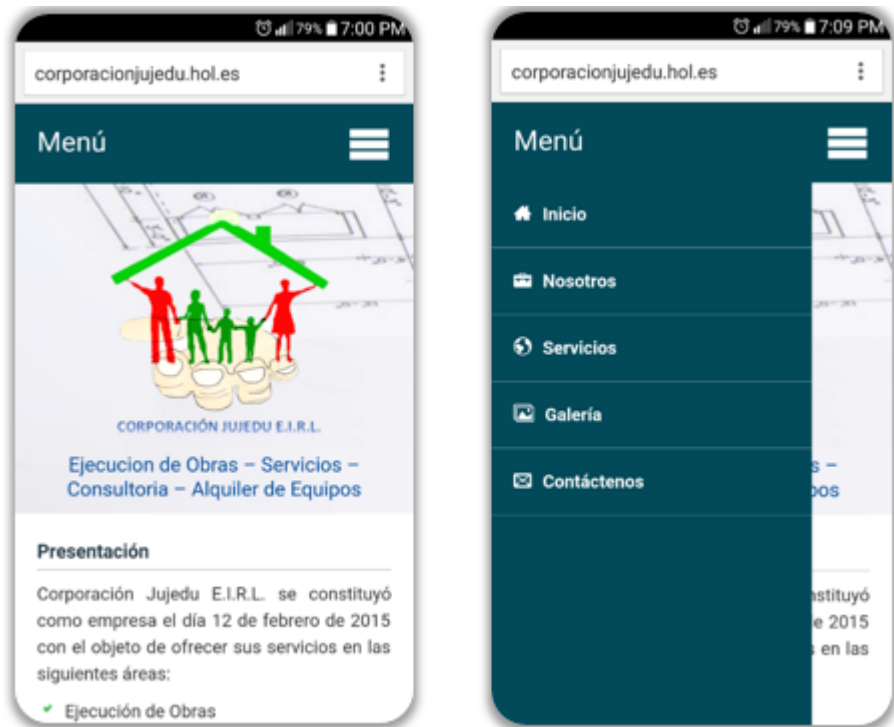 79% 7:00 PM
corporacionjujedu.hol.es
Menú
CORPORACIÓN JUJEDU E.I.R.L.
Ejecucion de Obras – Servicios –
Consultoria – Alquiler de Equipos
Presentación
Corporación Jujedu E.I.R.L. se constituyó
como empresa el día 12 de febrero de 2015
con el objeto de ofrecer sus servicios en las
siguientes áreas:
Ejecución de Obras
79% 7:09 PM
corporacionjujedu.hol.es
Menú
Inicio
Nosotros
Servicios
Galería
Contáctenos
s –
pos
nstituyó
e 2015
s en las